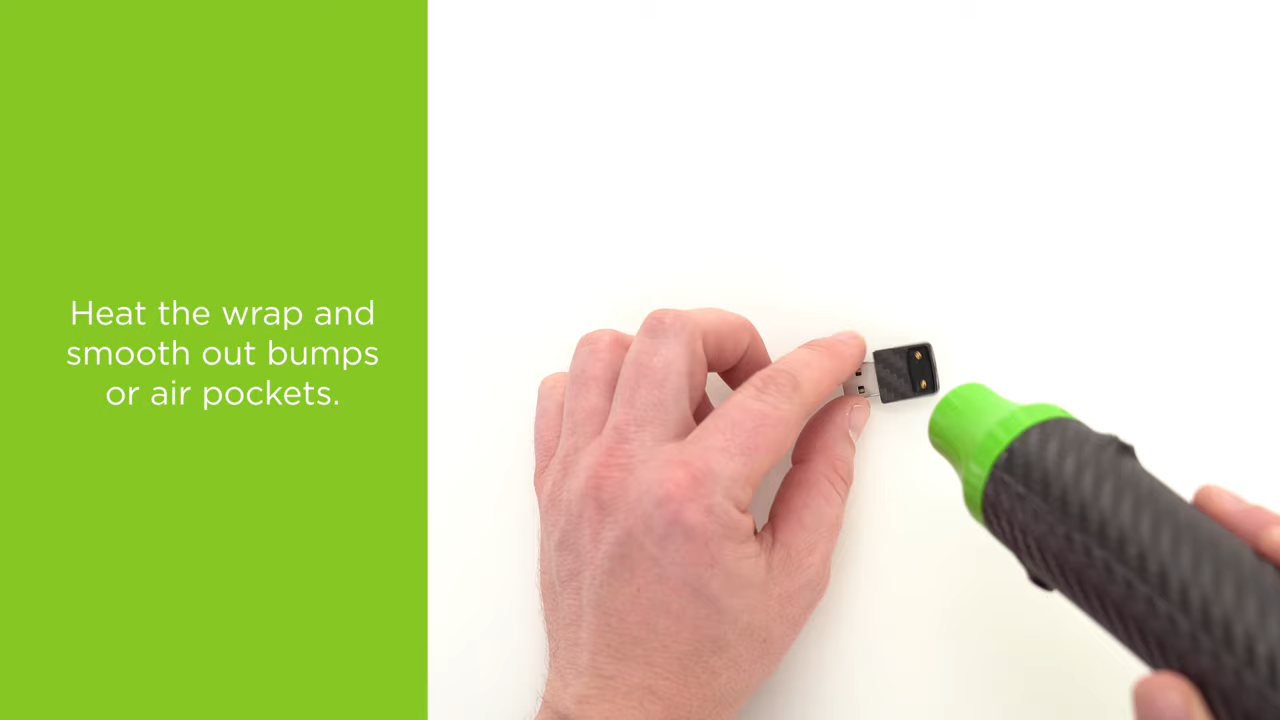 Heat the wrap and
smooth out bumps
or air pockets.